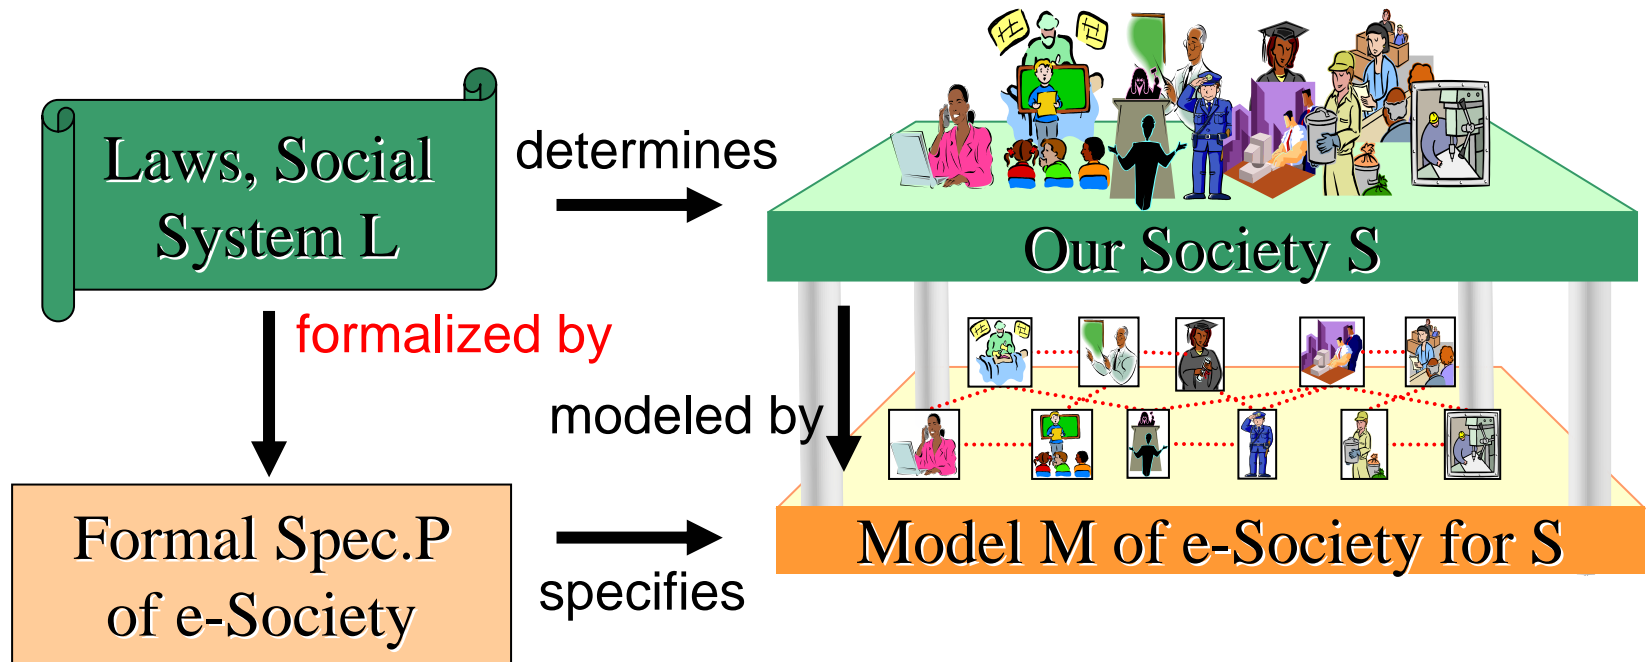 Laws, Social
System L
determines
Our Society S
formalized by
modeled by
Formal Spec.P
of e-Society
specifies
Model M of e-Society for S